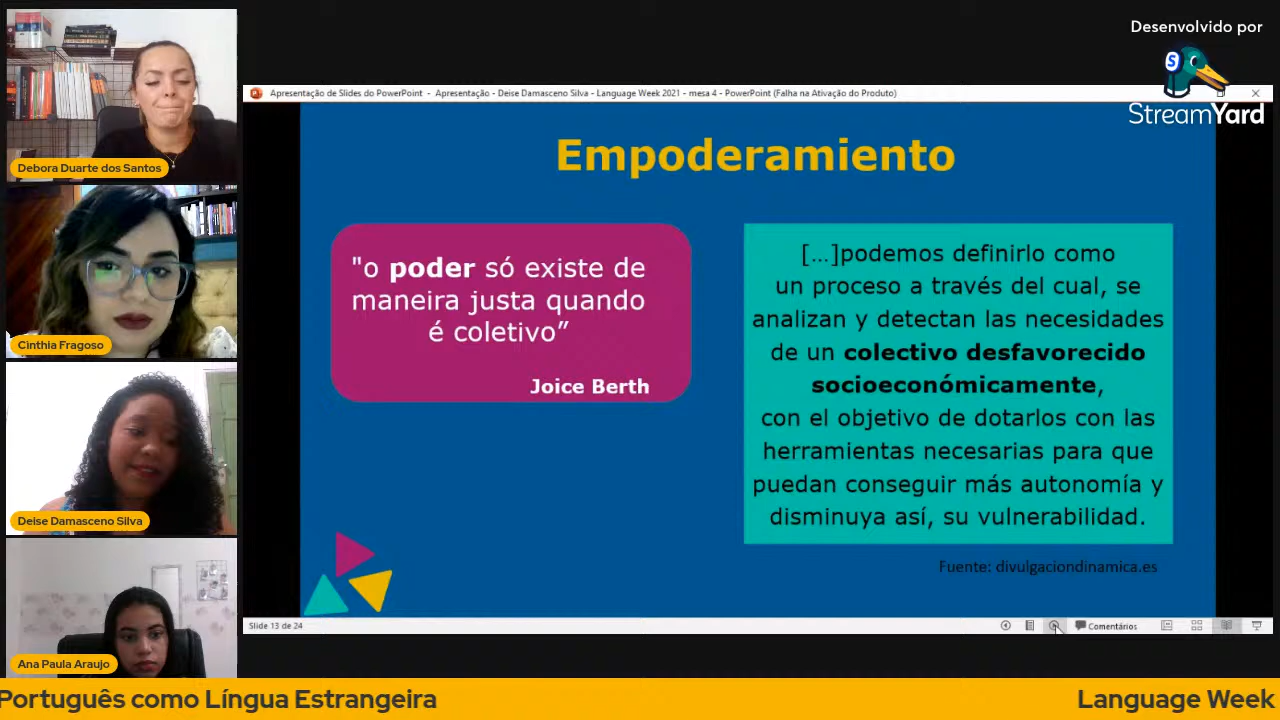 Desenvolvido por
StreamYard
Apresentação de Slides do PowerPoint - Apresentação - Deise Damasceno Silva - Language Week 2021 - mesa 4 - PowerPoint (Falha na Ativação do Produto)
Empoderamiento
"o poder só existe de
maneira justa quando
é coletivo”
Joice Berth
[...]podemos definirlo como
un proceso a través del cual, se
analizan y detectan las necesidades
de un colectivo desfavorecido
socioeconómicamente,
con el objetivo de dotarlos con las
herramientas necesarias para que
puedan conseguir más autonomía y
disminuya así, su vulnerabilidad.
Fuente: divulgaciondinamica.es
Slide 13 de 24
Comentários
Debora Duarte dos Santos
Cinthia Fragoso
Deise Damasceno Silva
Ana Paula Araujo
Português como Língua Estrangeira
Language Week